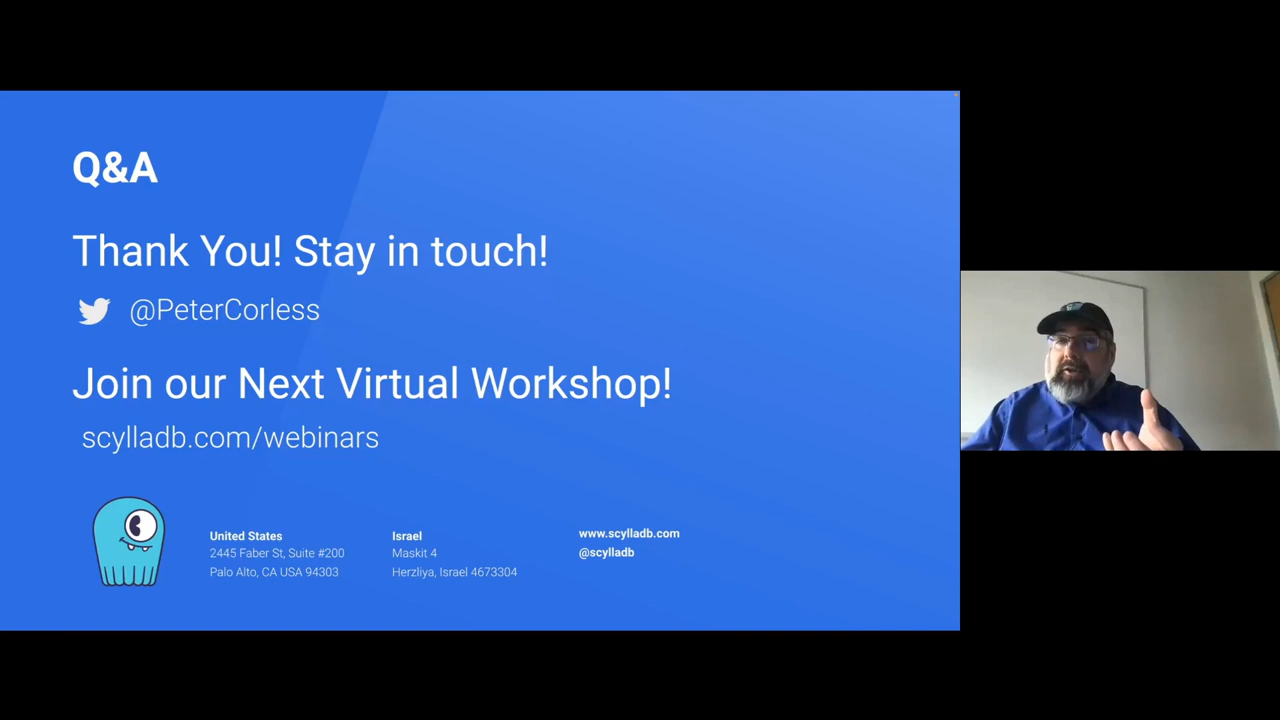 Q&A
Thank You! Stay in touch!
@PeterCorless
Join our Next Virtual Workshop!
scylladb.com/webinars
United States
2445 Faber St, Suite #200
Palo Alto, CA USA 94303
Israel
Maskit 4
Herzliya, Israel 4673304
www.scylladb.com
@scylladb